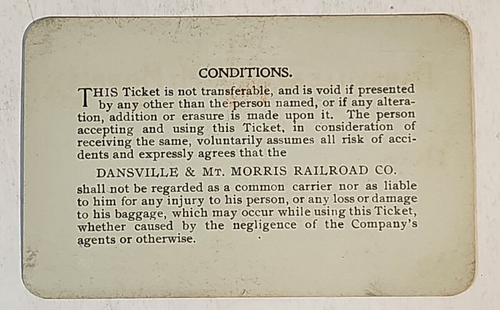 CONDITIONS.
THIS Ticket is not transferable, and is void if presented
by any other than the person named, or if any altera-
tion, addition or erasure is made upon it. The person
accepting and using this Ticket, in consideration of
receiving the same, voluntarily assumes all risk of acci-
dents and expressly agrees that the
DANSVILLE & MT. MORRIS RAILROAD CO.
shall not be regarded as a common carrier nor as liable
to him for any injury to his person, or any loss or damage
to his baggage, which may occur while using this Ticket,
whether caused by the negligence of the Company's
agents or otherwise.